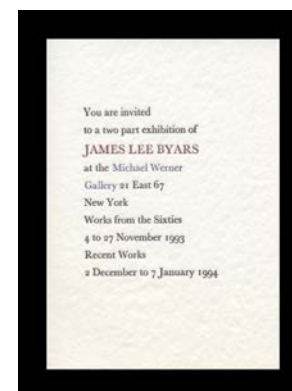 You are invited
to a two part exhibition of
JAMES LEE BYARS
at the Michael Werner
Gallery 21 East 67
New York
Works from the Sixties
4 to 27 November 1993
Recent Works
2 December to 7 January 1994